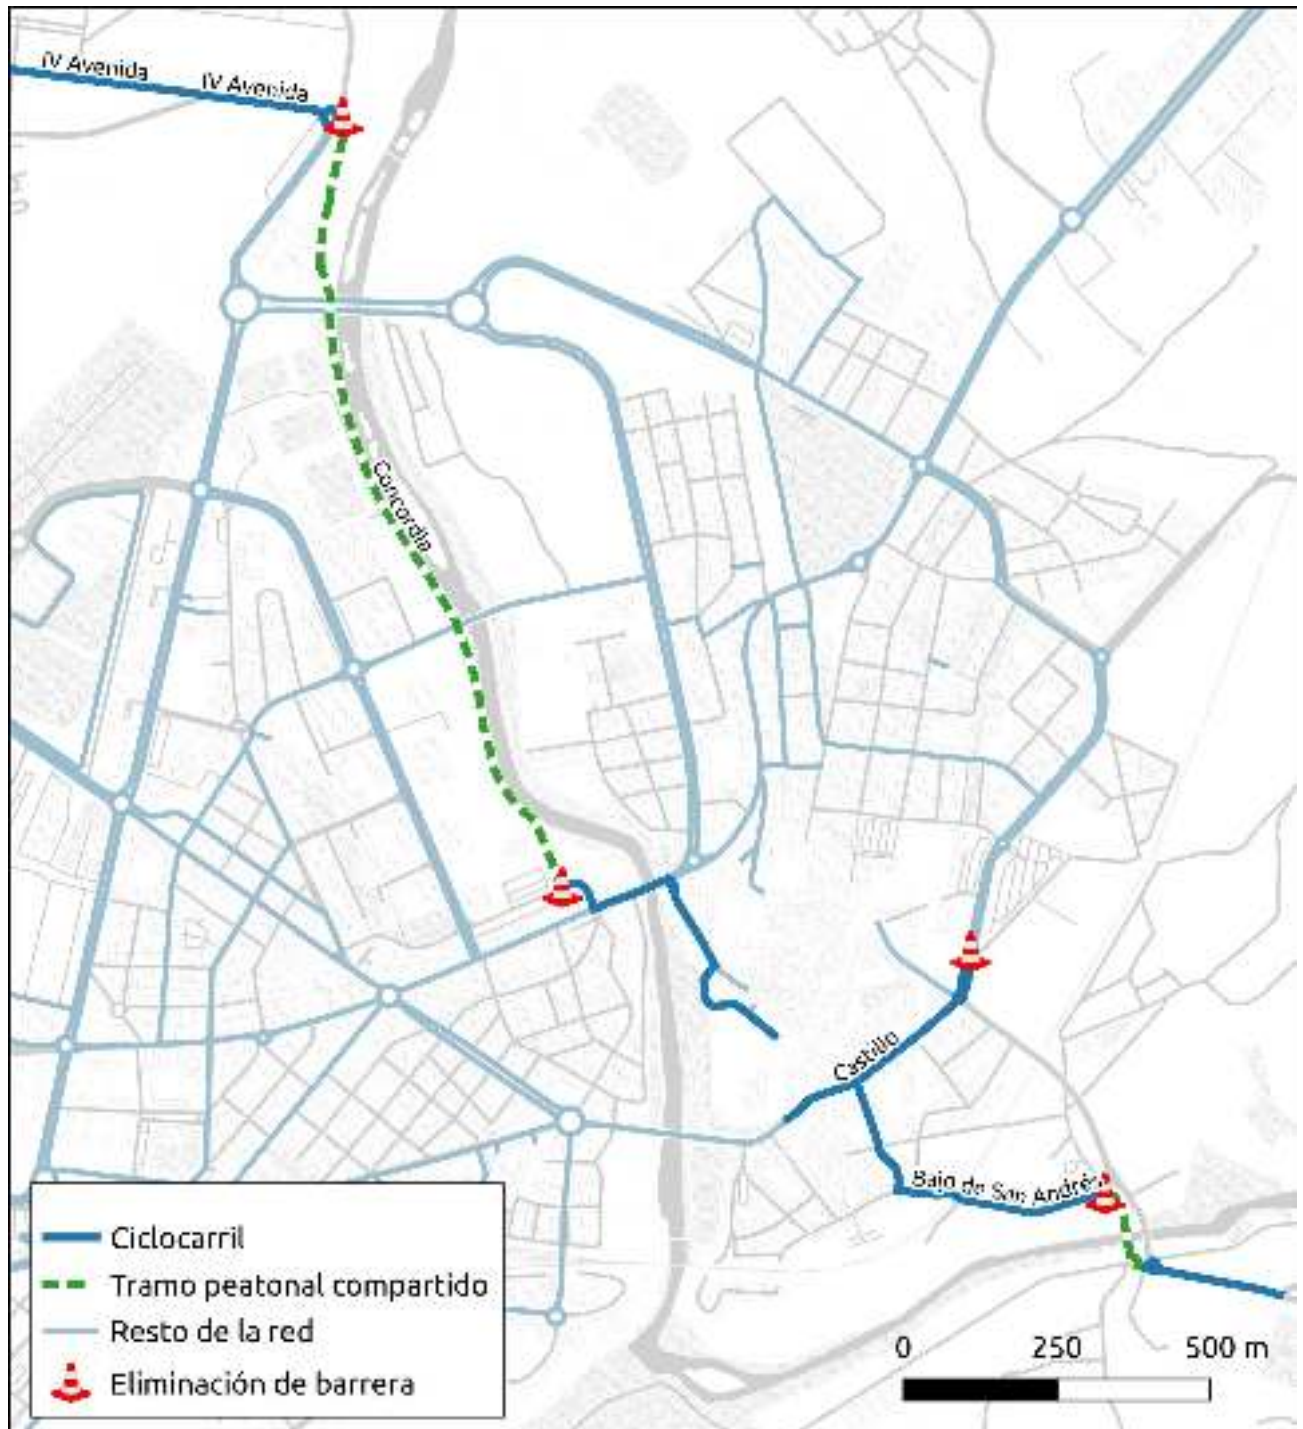 IV Avenida
IV Avenida
Concordia
Castillo
Bajo de San Andrés
Ciclocarril
Tramo peatonal compartido
Resto de la red
Eliminación de barrera
0 250 500 m